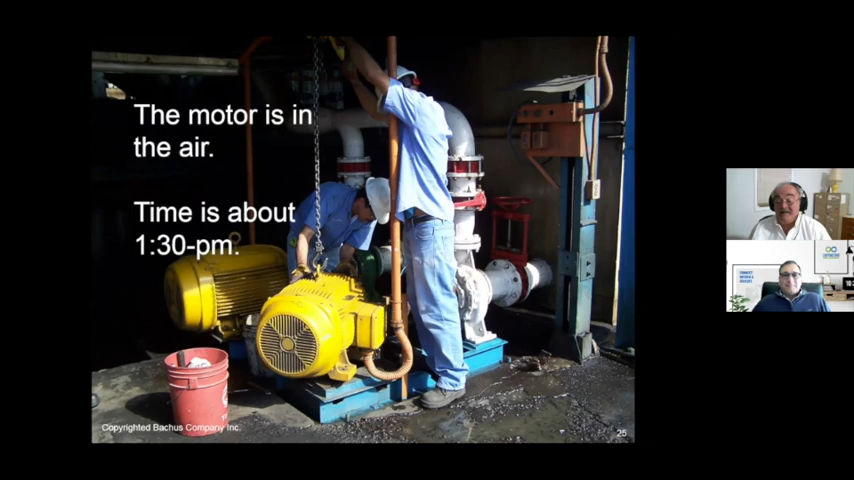 The motor is in
the air.
Time is about
1:30-pm.
Copyrighted Bachus Company Inc.
25